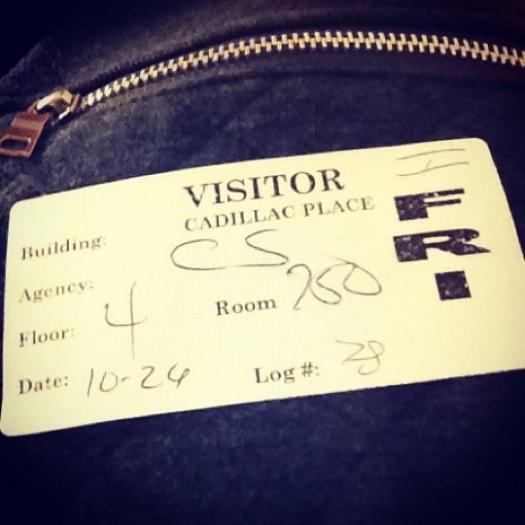 VISITOR
CADILLAC PLACE
Building:
Agency: CS
Floor: 4
Room 250
Date: 10-24
Log #: 28
FRI